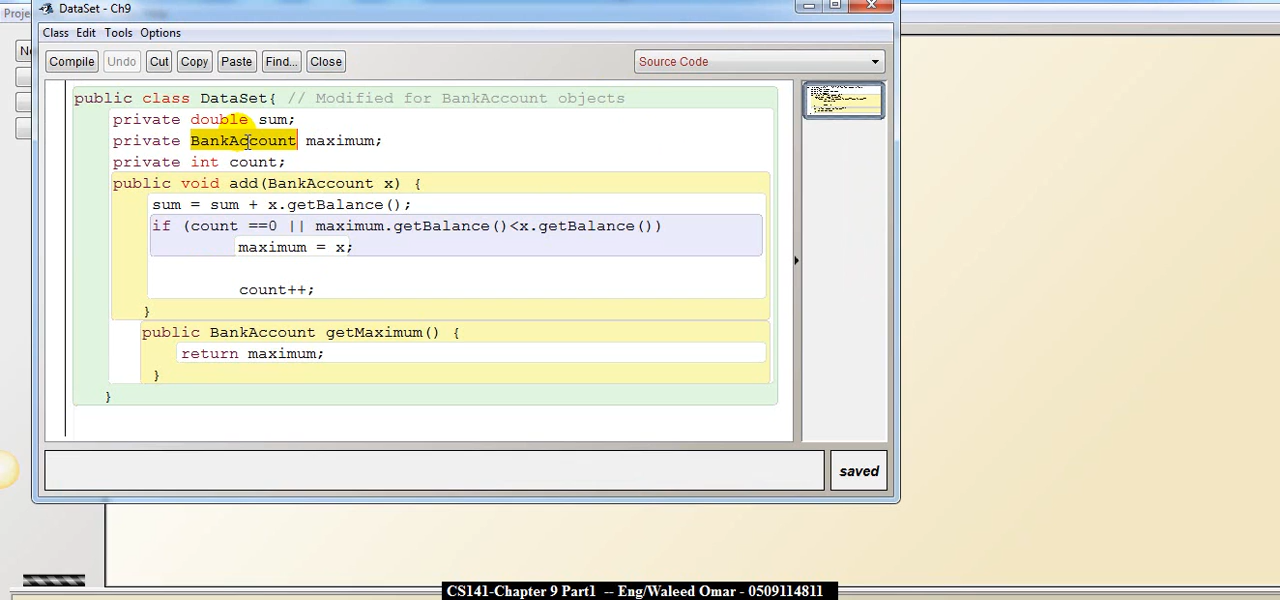 DataSet - Ch9
Proje
Class Edit Tools Options
Compile Undo Cut Copy Paste Find... Close Source Code
public class DataSet{ // Modified for BankAccount objects
private double sum;
private BankAccount maximum;
private int count;
public void add(BankAccount x) {
sum = sum + x.getBalance();
if (count ==0 || maximum.getBalance()<x.getBalance())
maximum = x;
count++;
}
public BankAccount getMaximum() {
return maximum;
}
}
saved
CS141-Chapter 9 Part1 -- Eng/Waleed Omar - 0509114811